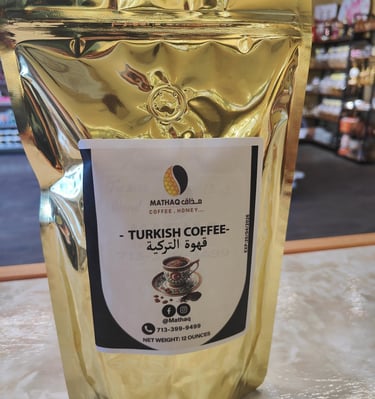 MATHAQ مذاق
COFFEE . HONEY...
- TURKISH COFFEE-
قهوة التركية
@Mathaq
713-399-9499
NET WEIGHT: 12 OUNCES